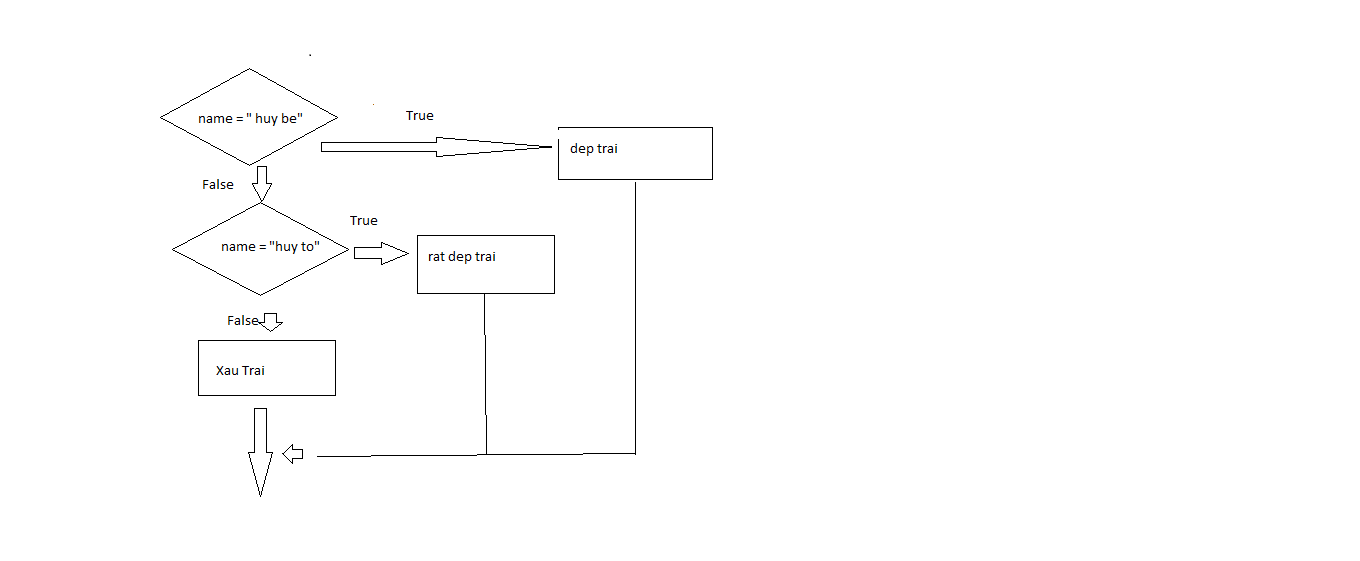 name = " huy be"
True
dep trai
False
True
name = "huy to"
rat dep trai
False
Xau Trai